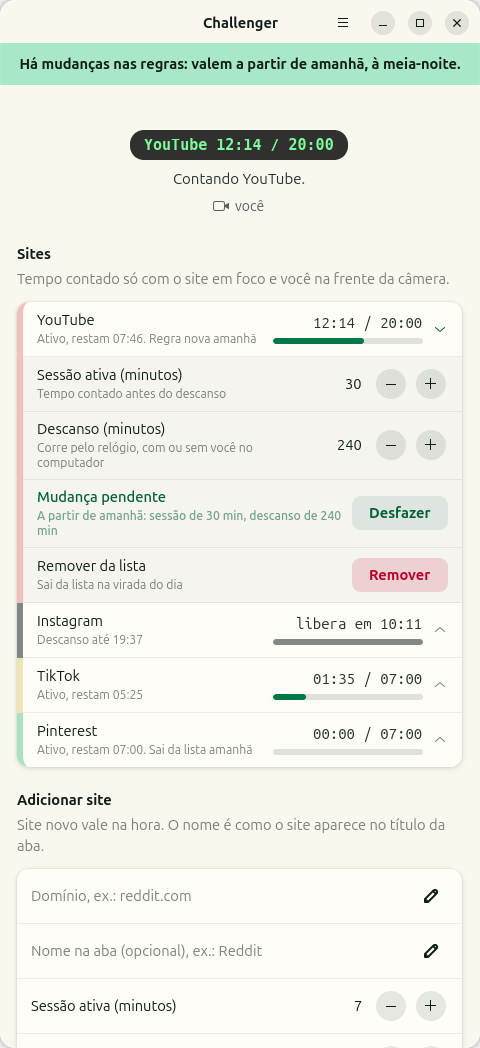 Challenger
Há mudanças nas regras: valem a partir de amanhã, à meia-noite.
YouTube 12:14 / 20:00
Contando YouTube.
você
Sites
Tempo contado só com o site em foco e você na frente da câmera.
YouTube
Ativo, restam 07:46. Regra nova amanhã
12:14 / 20:00
Sessão ativa (minutos)
Tempo contado antes do descanso
30
Descanso (minutos)
Corre pelo relógio, com ou sem você no
computador
240
Mudança pendente
A partir de amanhã: sessão de 30 min, descanso de 240
min
Desfazer
Remover da lista
Sai da lista na virada do dia
Remover
Instagram
Descanso até 19:37
libera em 10:11
TikTok
Ativo, restam 05:25
01:35 / 07:00
Pinterest
Ativo, restam 07:00. Sai da lista amanhã
00:00 / 07:00
Adicionar site
Site novo vale na hora. O nome é como o site aparece no título da
aba.
Domínio, ex.: reddit.com
Nome na aba (opcional), ex.: Reddit
Sessão ativa (minutos)
7